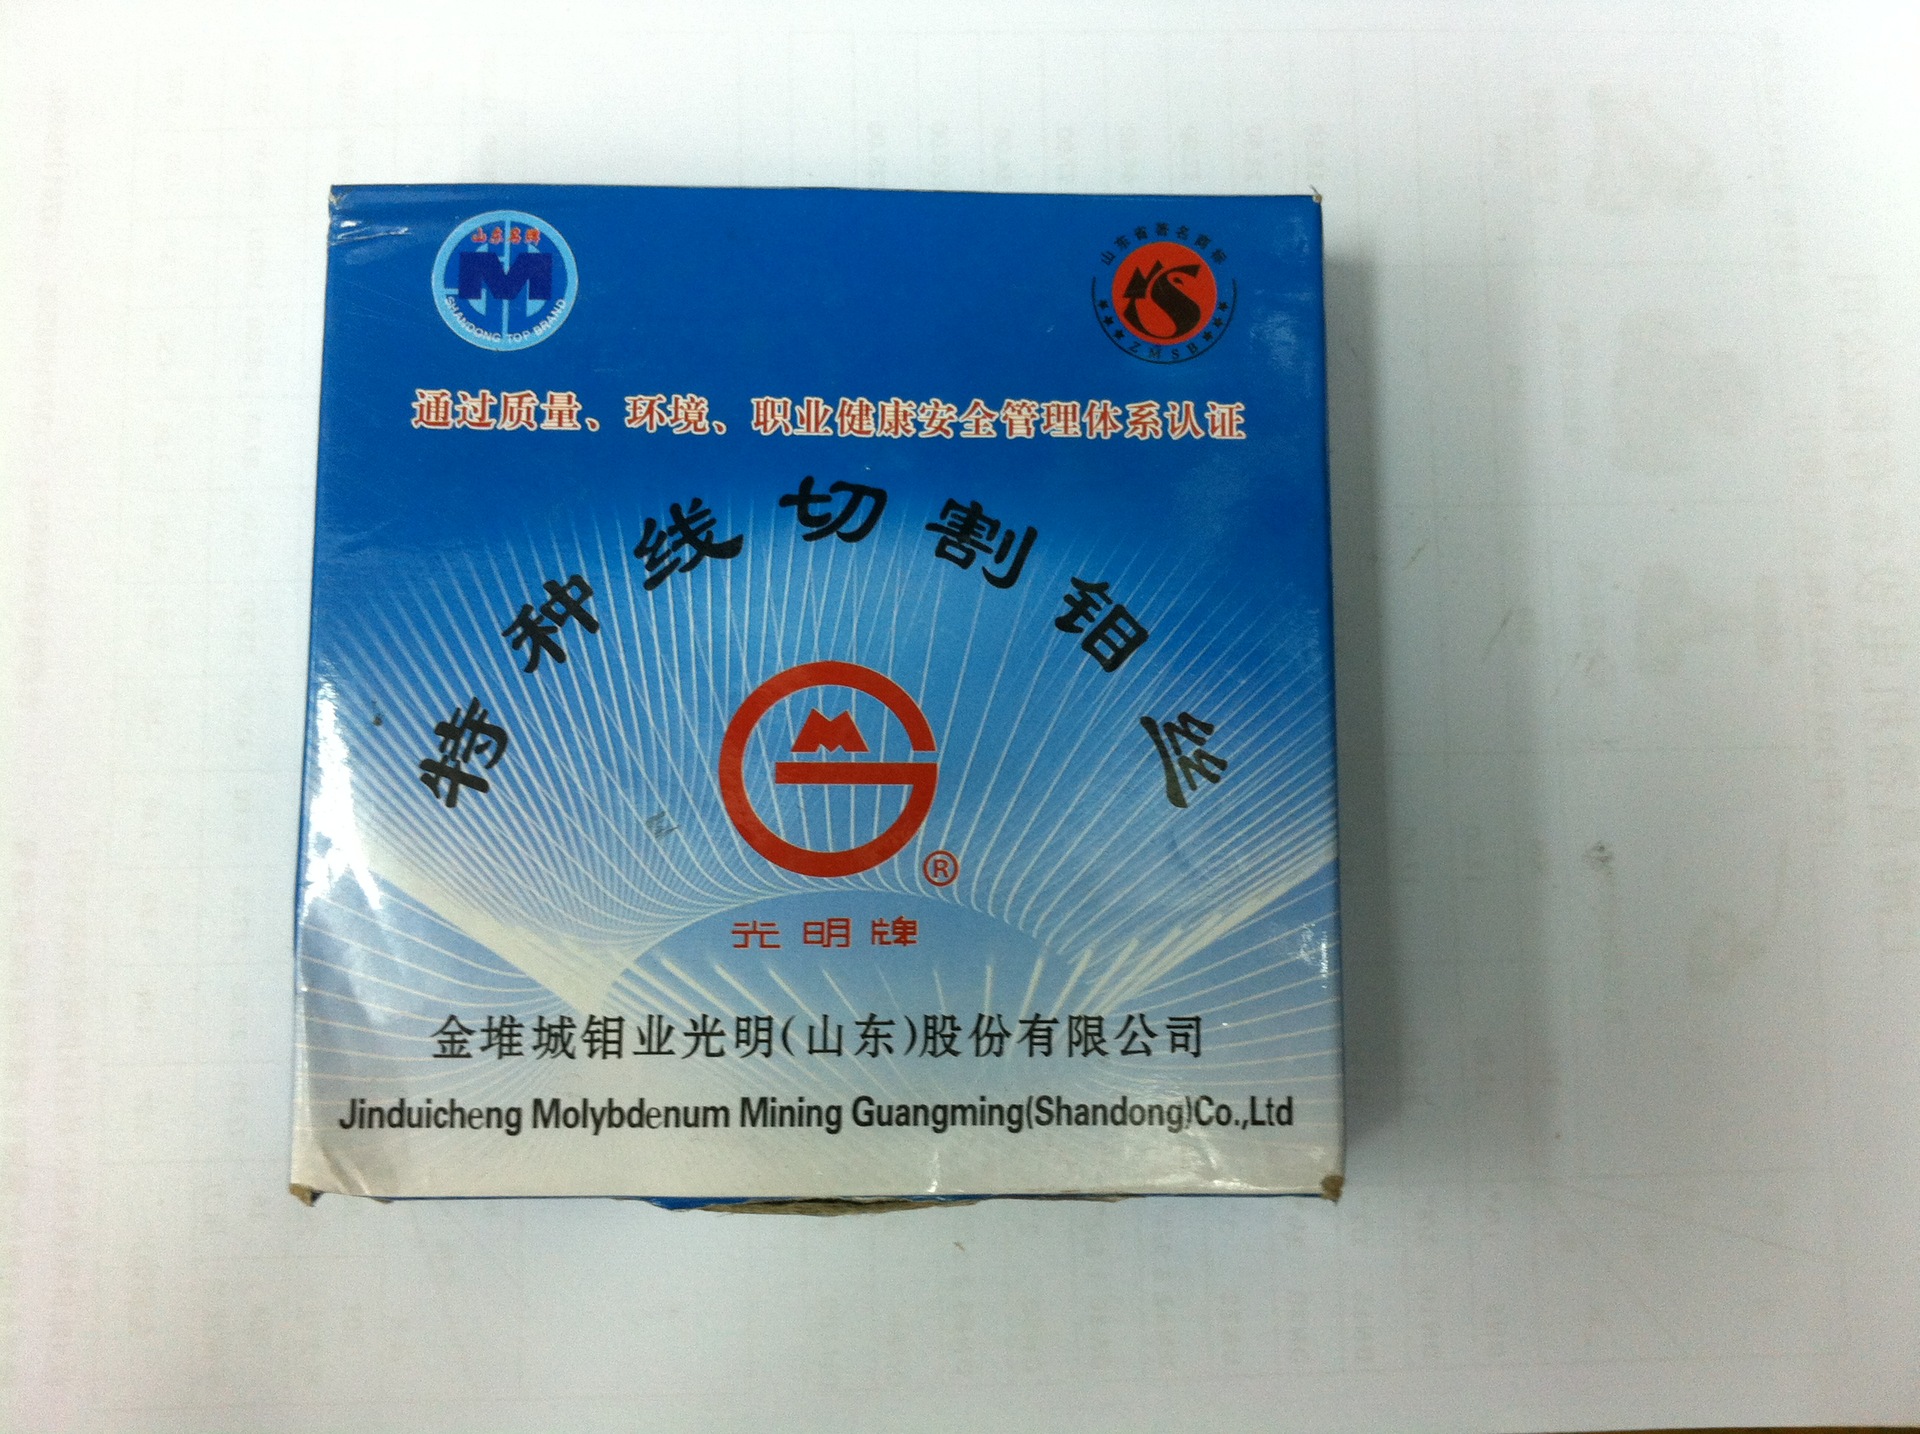 山东名牌
SHANDONG TOP BRAND
山东省著名商标
ZMSB
通过质量、环境、职业健康安全管理体系认证
特种线切割钼丝
®
光明牌
金堆城钼业光明(山东)股份有限公司
Jinduicheng Molybdenum Mining Guangming(Shandong)Co.,Ltd